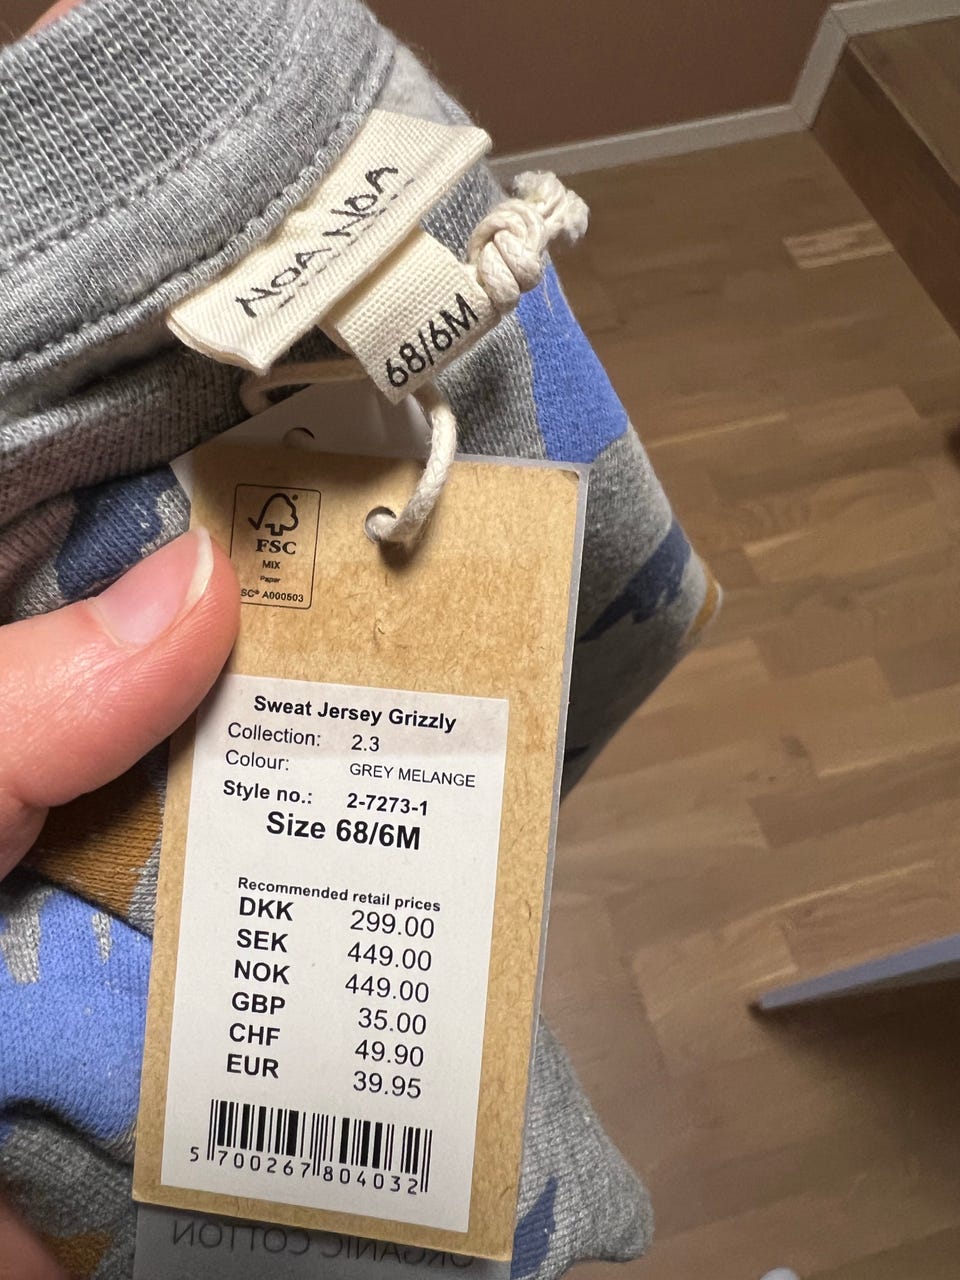 NOA NOA
68/6M
FSC
MIX
Paper
SC® A000503
Sweat Jersey Grizzly
Collection: 2.3
Colour: GREY MELANGE
Style no.: 2-7273-1
Size 68/6M
Recommended retail prices
DKK 299.00
SEK 449.00
NOK 449.00
GBP 35.00
CHF 49.90
EUR 39.95
5 700267 804032
ORGANIC COTTON